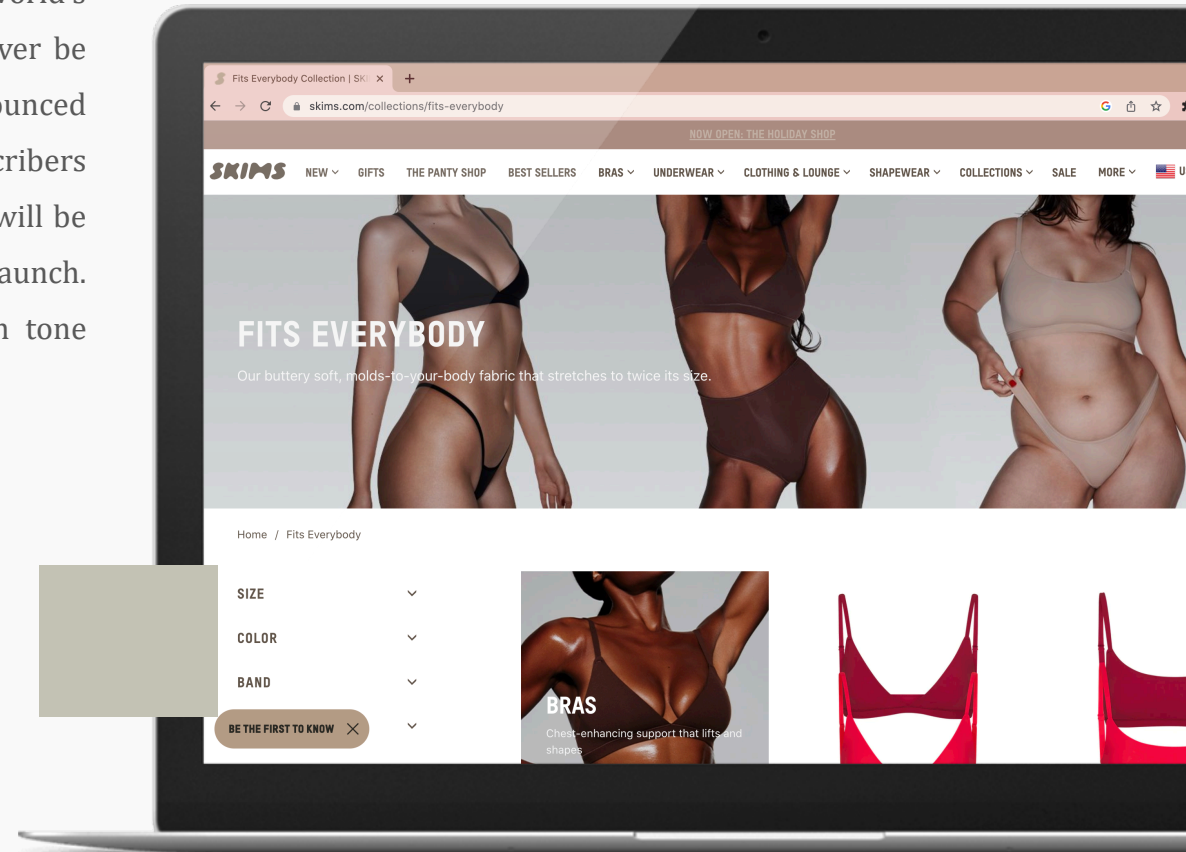 ver be
will be
tone
Fits Everybody Collection | SKI
skims.com/collections/fits-everybody
NOW OPEN: THE HOLIDAY SHOP
SKIMS NEW GIFTS THE PANTY SHOP BEST SELLERS BRAS UNDERWEAR CLOTHING & LOUNGE SHAPEWEAR COLLECTIONS SALE MORE U
FITS EVERYBODY
Our buttery soft, molds-to-your-body fabric that stretches to twice its size.
Home / Fits Everybody
SIZE
COLOR
BAND
BE THE FIRST TO KNOW
BRAS
Chest-enhancing support that lifts and
shapes